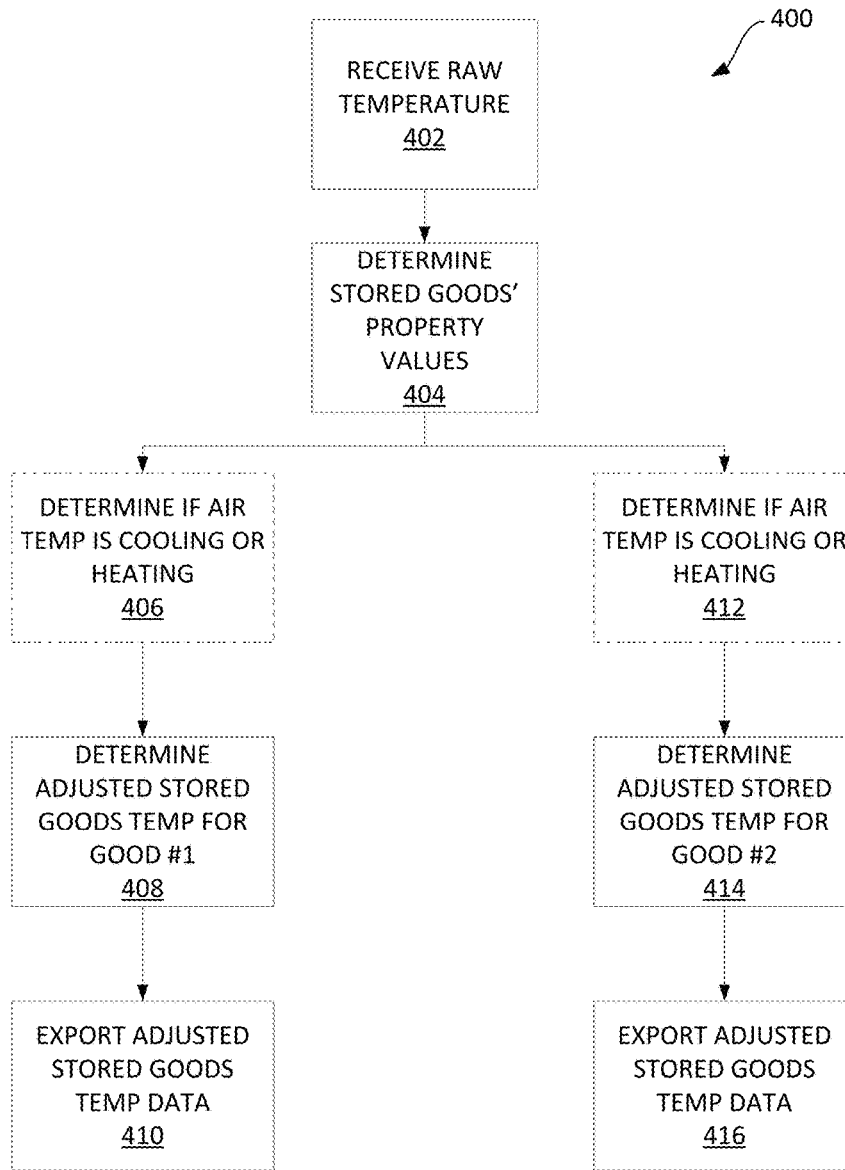 400
RECEIVE RAW
TEMPERATURE
402
DETERMINE
STORED GOODS'
PROPERTY
VALUES
404
DETERMINE IF AIR
TEMP IS COOLING OR
HEATING
406
DETERMINE IF AIR
TEMP IS COOLING OR
HEATING
412
DETERMINE
ADJUSTED STORED
GOODS TEMP FOR
GOOD #1
408
DETERMINE
ADJUSTED STORED
GOODS TEMP FOR
GOOD #2
414
EXPORT ADJUSTED
STORED GOODS
TEMP DATA
410
EXPORT ADJUSTED
STORED GOODS
TEMP DATA
416